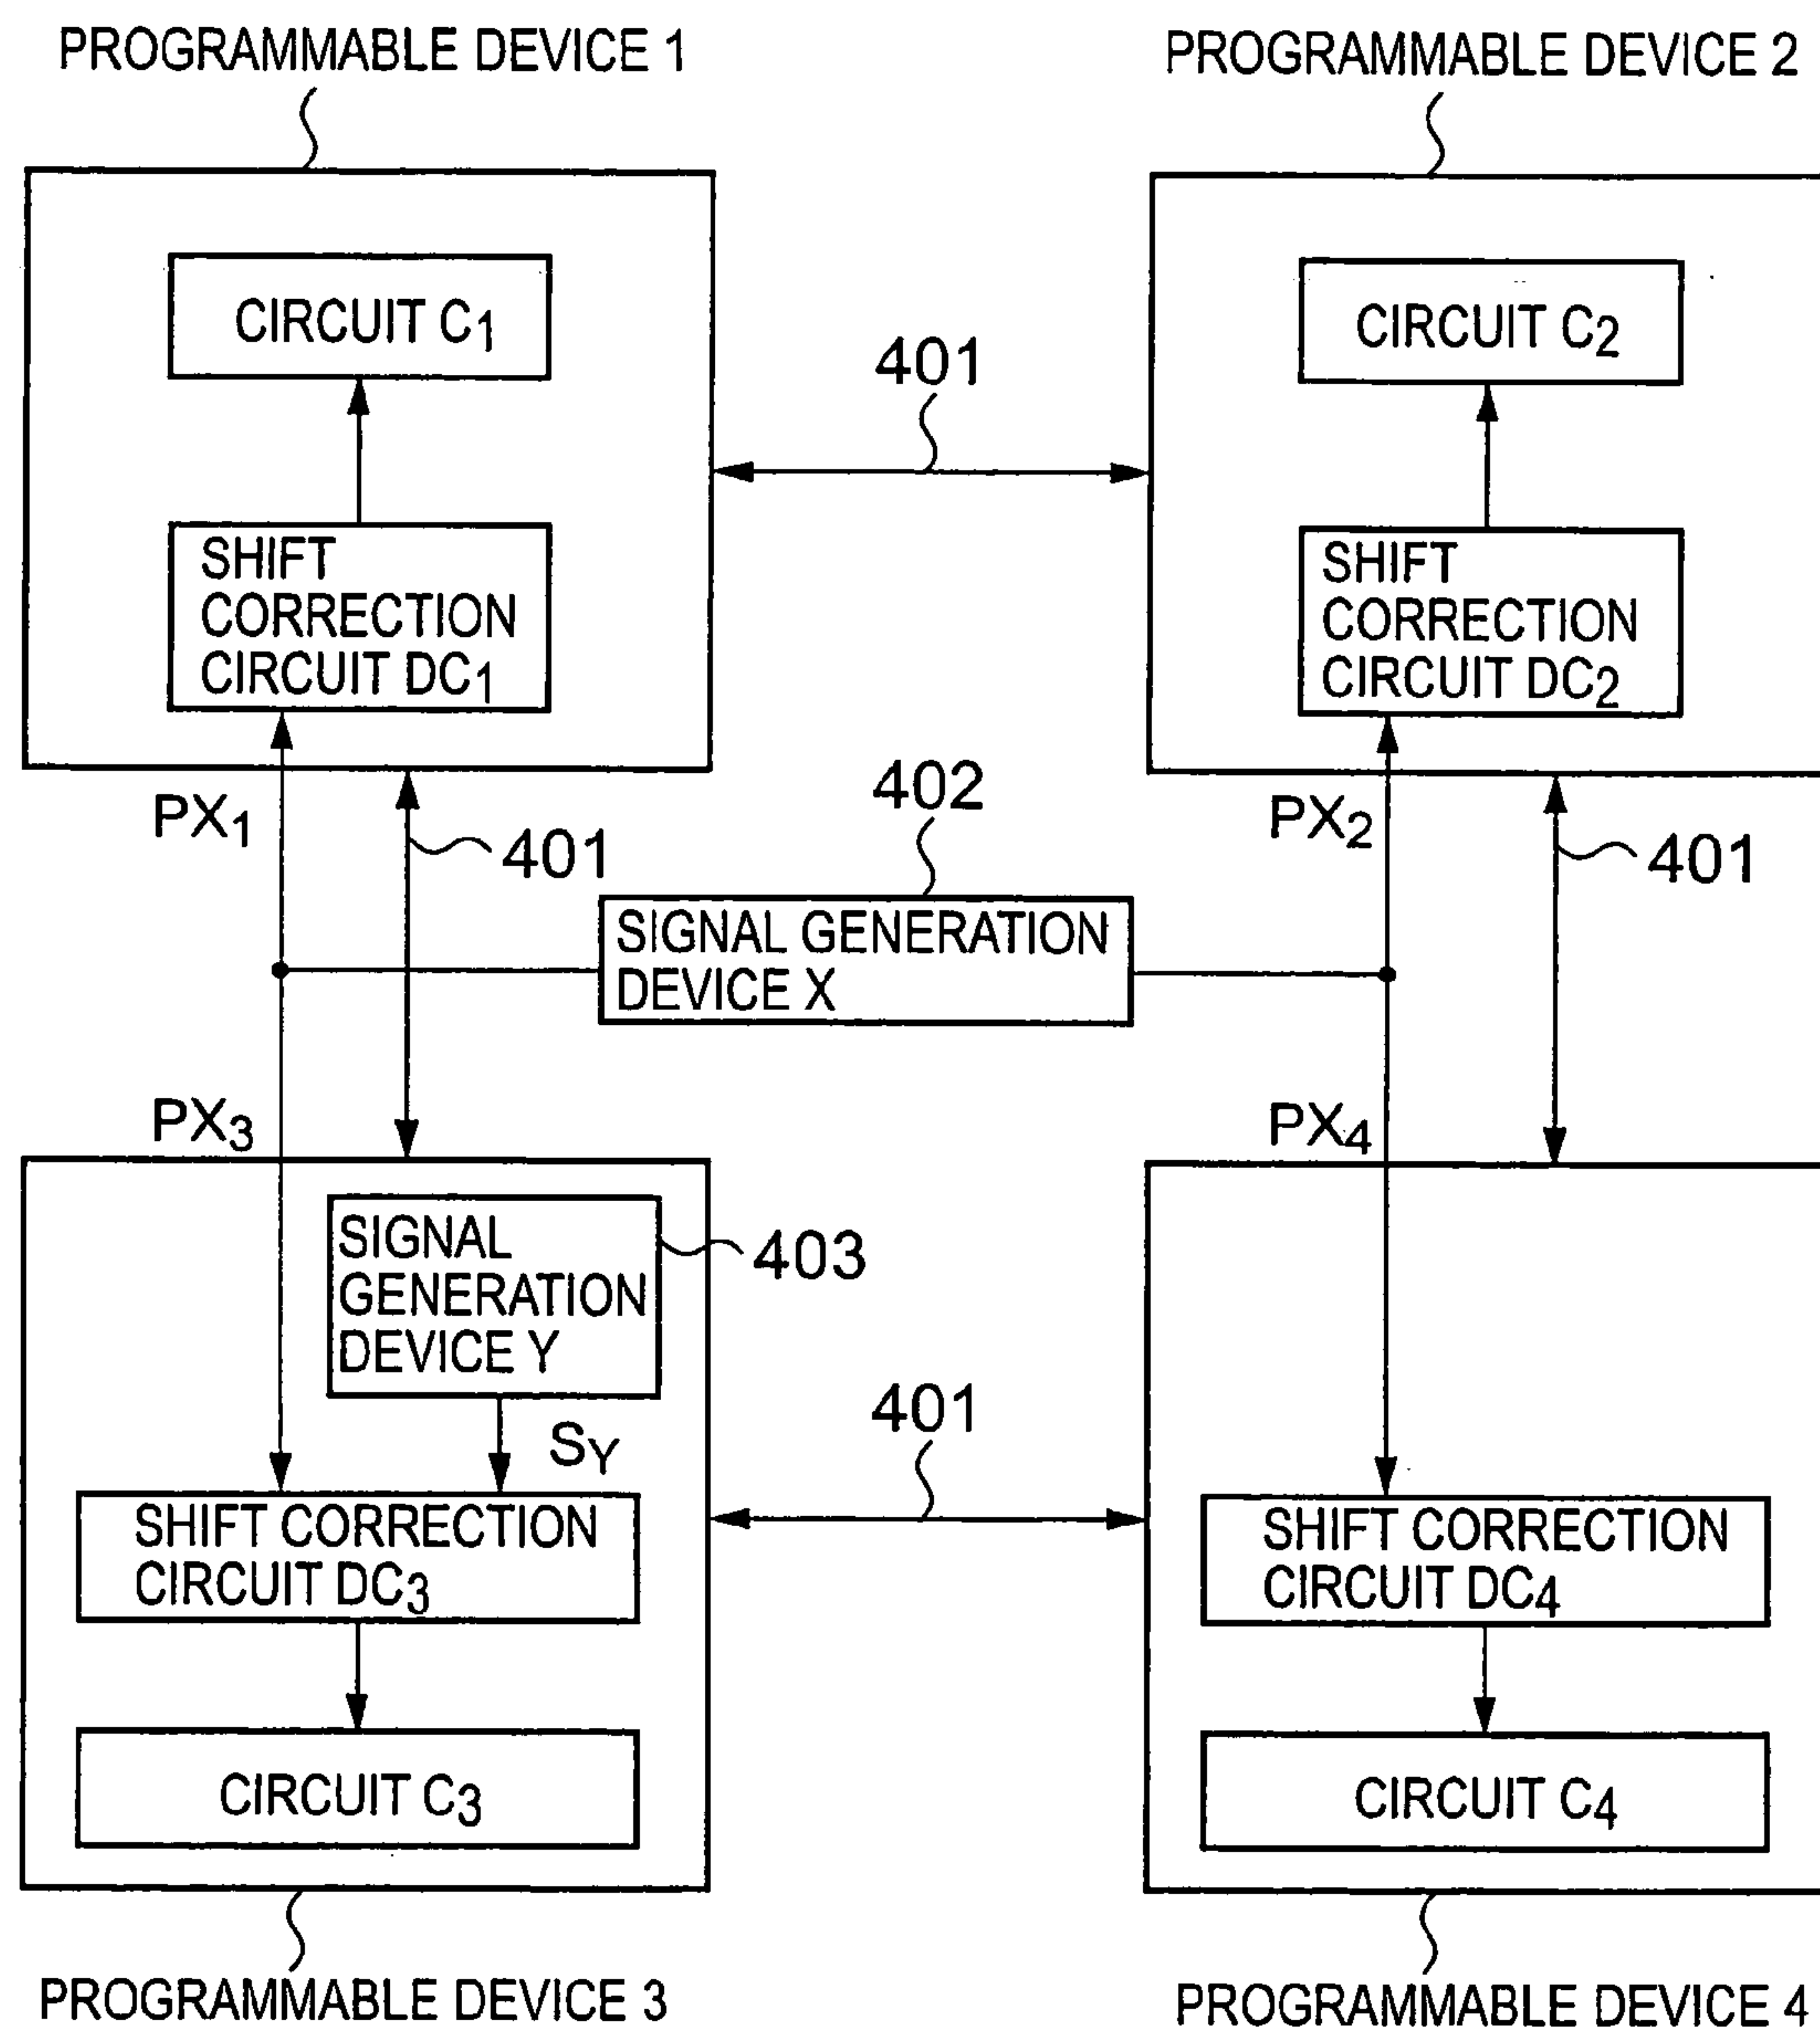 PROGRAMMABLE DEVICE 1
PROGRAMMABLE DEVICE 2
CIRCUIT C1
CIRCUIT C2
401
SHIFT
CORRECTION
CIRCUIT DC1
SHIFT
CORRECTION
CIRCUIT DC2
PX1
401
402
PX2
401
SIGNAL GENERATION
DEVICE X
PX3
PX4
SIGNAL
GENERATION
DEVICE Y
403
SY
401
SHIFT CORRECTION
CIRCUIT DC3
SHIFT CORRECTION
CIRCUIT DC4
CIRCUIT C3
CIRCUIT C4
PROGRAMMABLE DEVICE 3
PROGRAMMABLE DEVICE 4